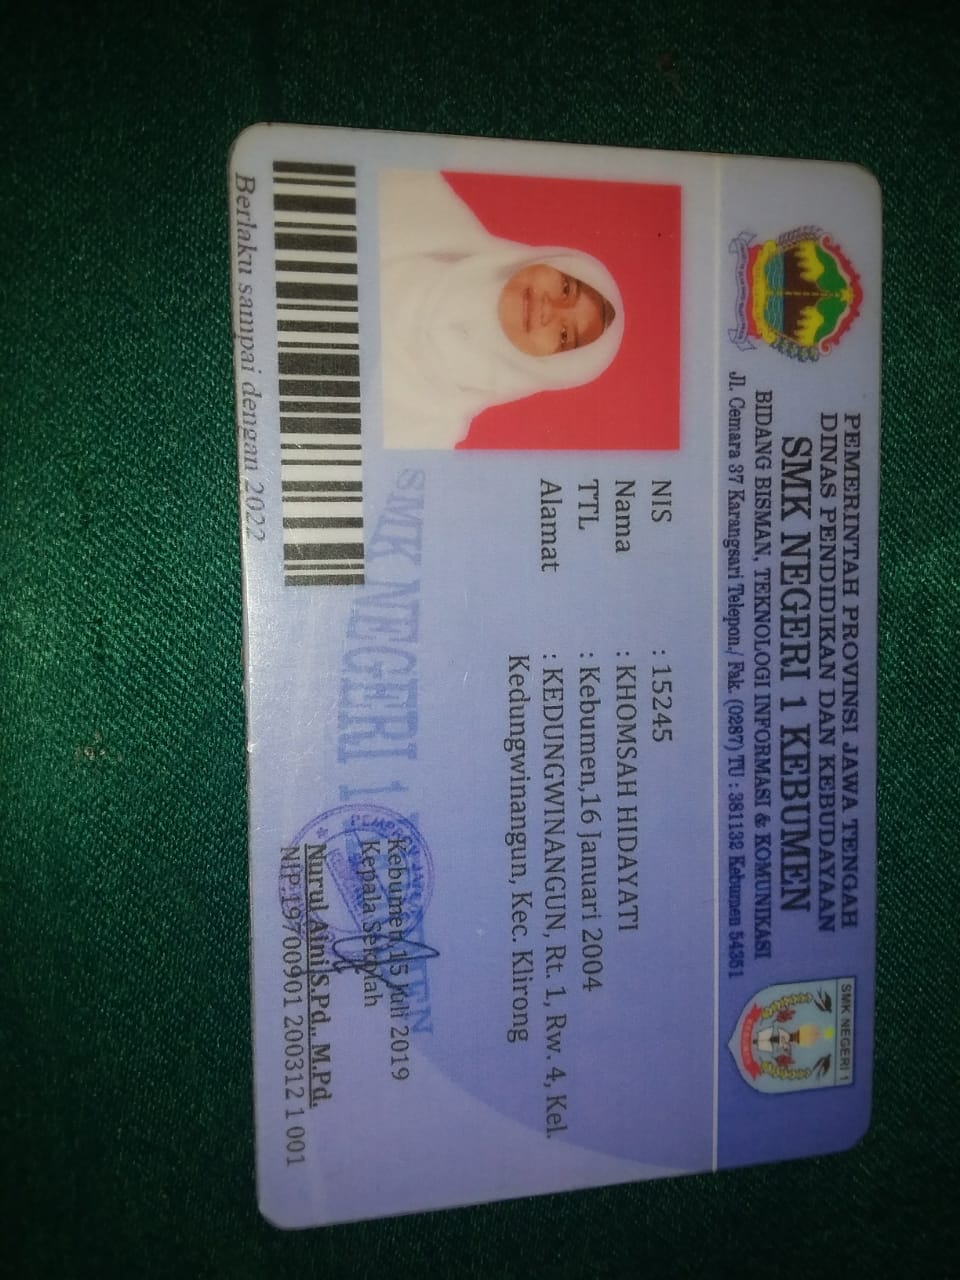 PEMERINTAH PROVINSI JAWA TENGAH
DINAS PENDIDIKAN DAN KEBUDAYAAN
SMK NEGERI 1 KEBUMEN
BIDANG BISMAN, TEKNOLOGI INFORMASI & KOMUNIKASI
Jl. Cemara 37 Karangsari Telepon./ Fak. (0287) TU : 381132 Kebumen 54351
SMK NEGERI 1
NIS : 15245
Nama : KHOMSAH HIDAYATI
TTL : Kebumen,16 Januari 2004
Alamat : KEDUNGWINANGUN, Rt. 1, Rw. 4, Kel.
Kedungwinangun, Kec. Klirong
SMK NEGERI 1 KEBUMEN
Kebumen,15 Juli 2019
Kepala Sekolah
Nurul Aini,S.Pd., M.Pd.
NIP.19700901 200312 1 001
Berlaku sampai dengan 2022